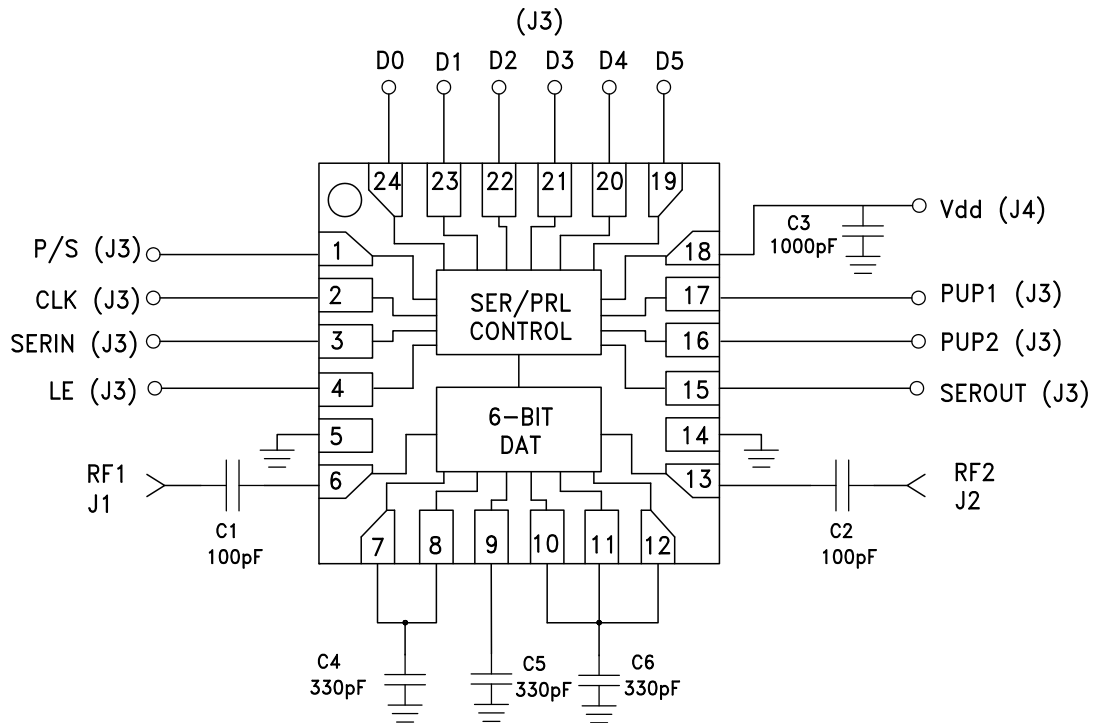 (J3)
D0 D1 D2 D3 D4 D5
24 23 22 21 20 19
P/S (J3)
CLK (J3)
SERIN (J3)
LE (J3)
1
2
3
4
5
6
SER/PRL
CONTROL
6-BIT
DAT
18
17
16
15
14
13
C3
1000pF
Vdd (J4)
PUP1 (J3)
PUP2 (J3)
SEROUT (J3)
RF1
J1
C1
100pF
RF2
J2
C2
100pF
7 8 9 10 11 12
C4
330pF
C5
330pF
C6
330pF